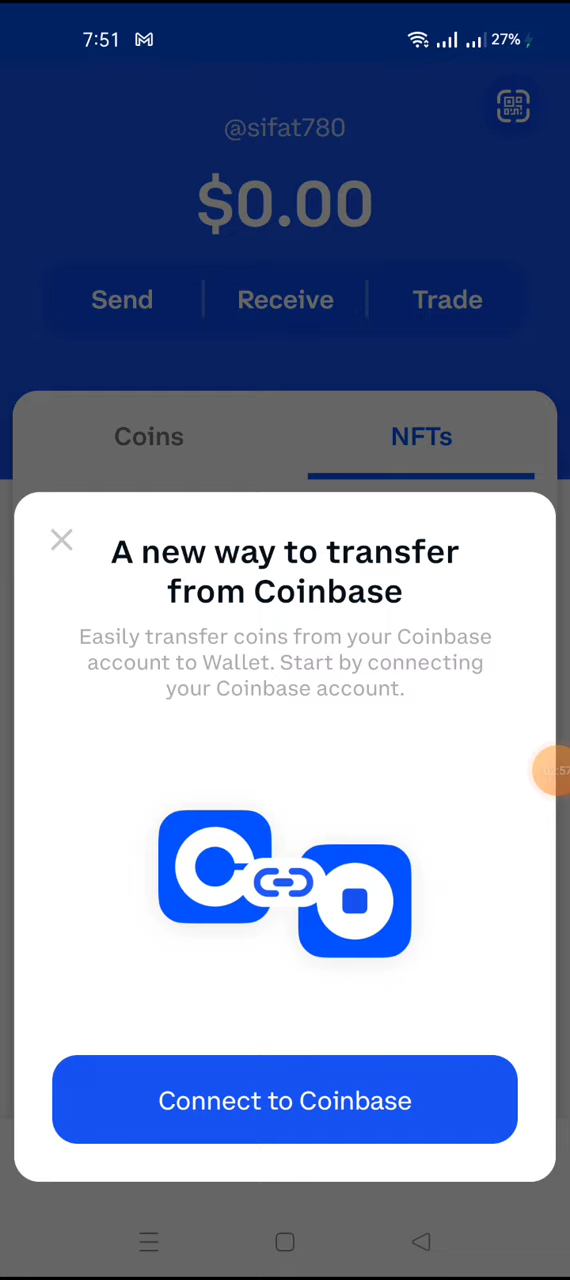 7:51
27%
@sifat780
$0.00
Send Receive Trade
Coins NFTs
A new way to transfer
from Coinbase
Easily transfer coins from your Coinbase
account to Wallet. Start by connecting
your Coinbase account.
Connect to Coinbase